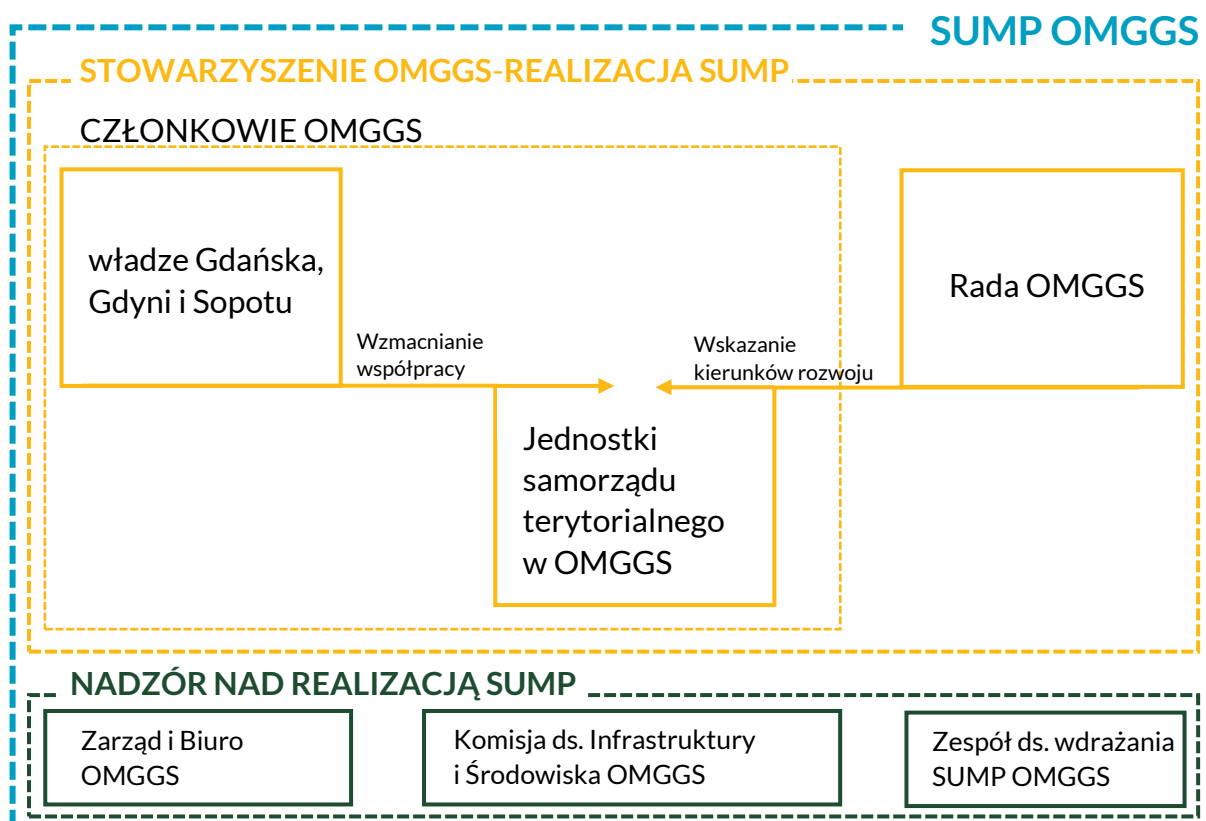 SUMP OMGGS
STOWARZYSZENIE OMGGS-REALIZACJA SUMP
CZŁONKOWIE OMGGS
władze Gdańska,
Gdyni i Sopotu
Wzmacnianie
współpracy
Wskazanie
kierunków rozwoju
Rada OMGGS
Jednostki
samorządu
terytorialnego
w OMGGS
NADZÓR NAD REALIZACJĄ SUMP
Zarząd i Biuro
OMGGS
Komisja ds. Infrastruktury
i Środowiska OMGGS
Zespół ds. wdrażania
SUMP OMGGS